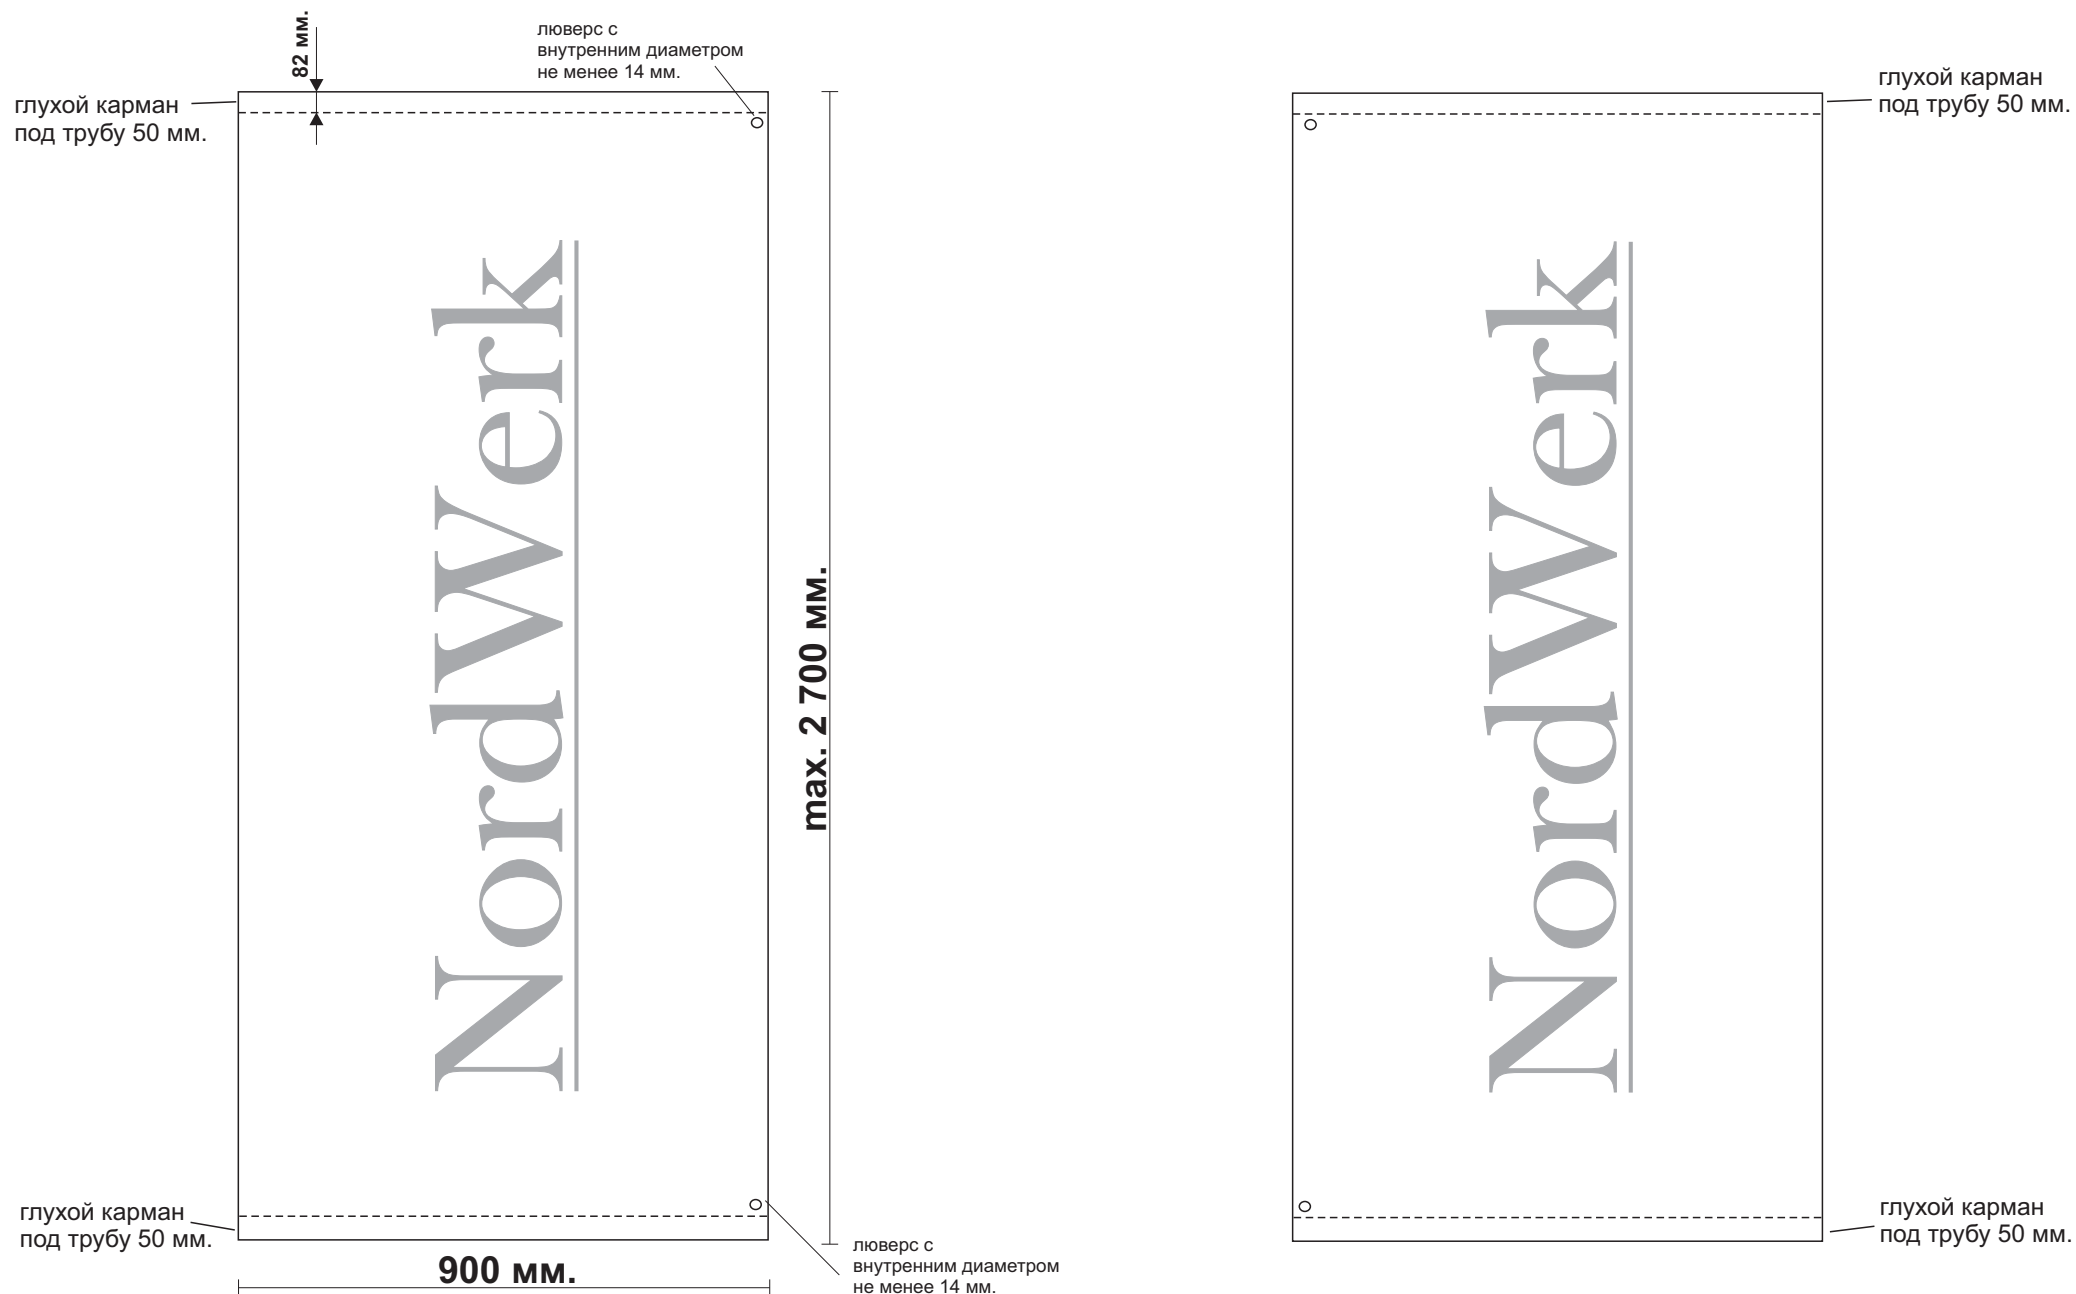 82 мм.
люверс с
внутренним диаметром
не менее 14 мм.
глухой карман
под трубу 50 мм.
глухой карман
под трубу 50 мм.
NordWerk
max. 2 700 мм.
NordWerk
глухой карман
под трубу 50 мм.
900 мм.
люверс с
внутренним диаметром
не менее 14 мм.
глухой карман
под трубу 50 мм.